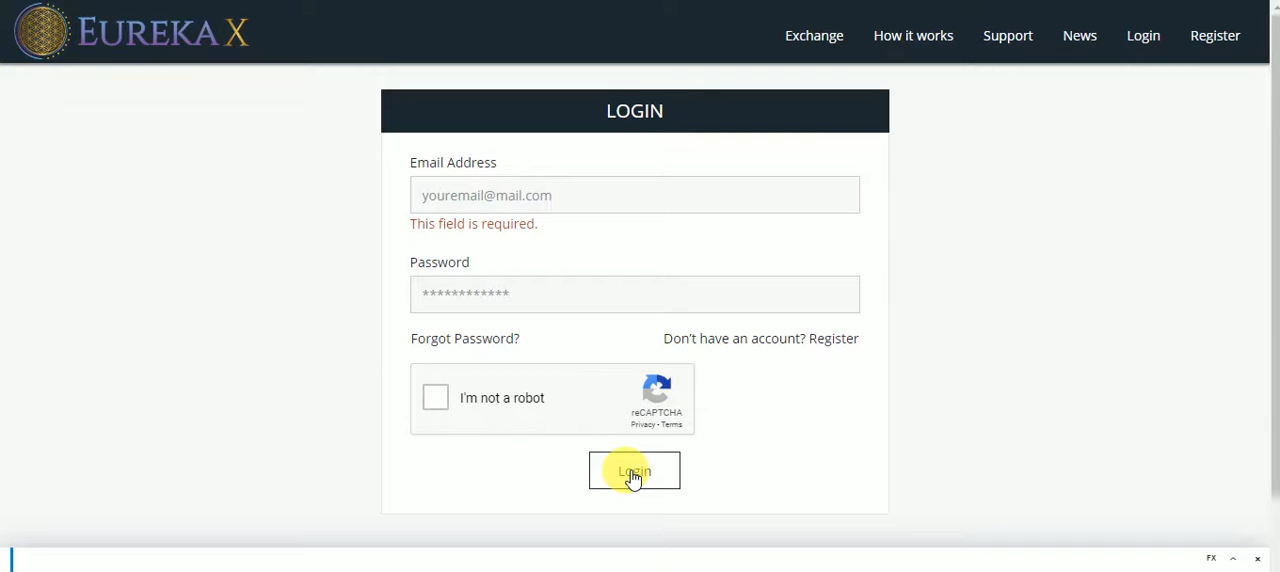 EUREKA X
Exchange How it works Support News Login Register
LOGIN
Email Address
youremail@mail.com
This field is required.
Password
************
Forgot Password? Don't have an account? Register
I'm not a robot
reCAPTCHA
Privacy - Terms
Login
FX